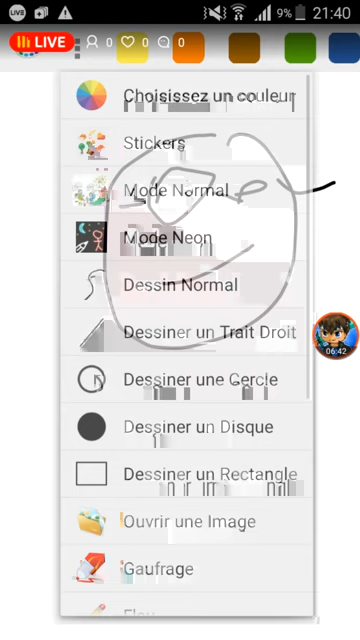 LIVE 9% 21:40
LIVE 0 0 0
Choisissez un couleur
Stickers
Mode Normal
Mode Neon
Dessin Normal
Dessiner un Trait Droit
06:42
Dessiner une Cercle
Dessiner un Disque
Dessiner un Rectangle
Ouvrir une Image
Gaufrage